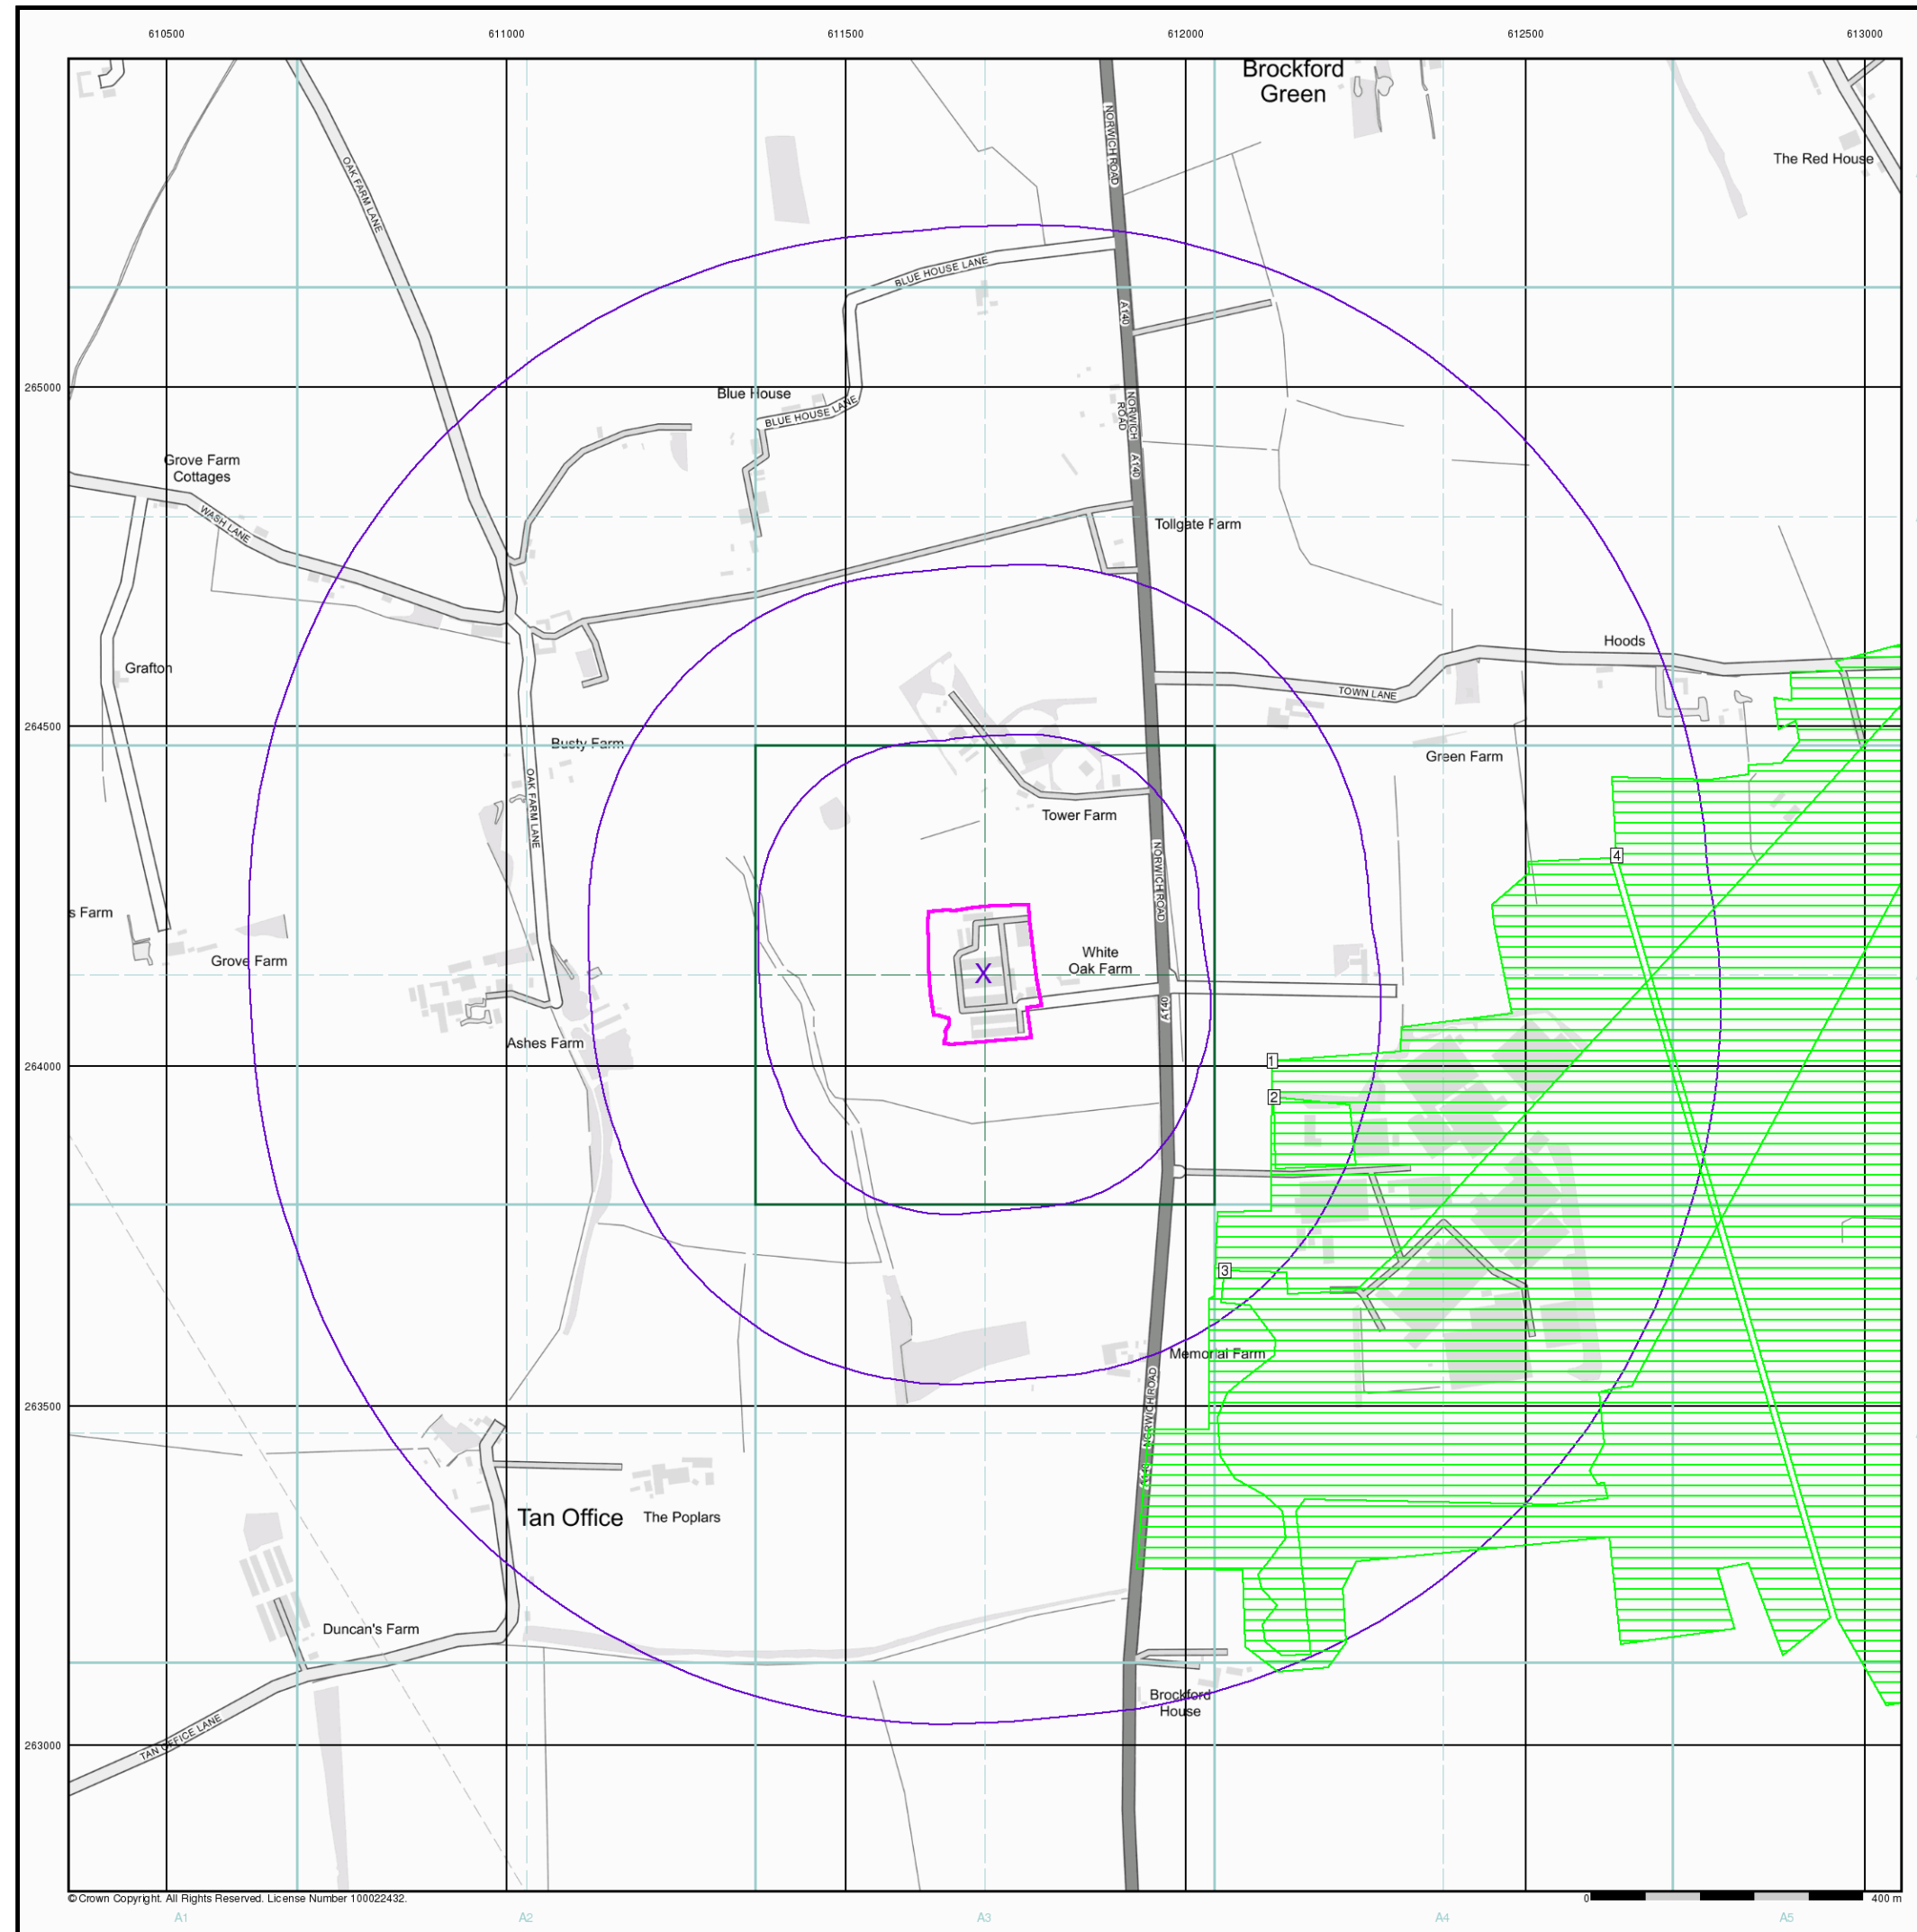 610500 611000 611500 612000 612500 613000
Brockford
Green
NORWICH ROAD
The Red House
OAK FARM LANE
BLUE HOUSE LANE
A140
265000
Blue House
BLUE HOUSE LANE
NORWICH
ROAD
A140
Grove Farm
Cottages
WASH LANE
Tollgate Farm
Grafton
Hoods
TOWN LANE
264500
Busty Farm
Green Farm
OAK FARM LANE
Tower Farm
4
NORWICH ROAD
s Farm
Grove Farm
White
Oak Farm
X
A140
Ashes Farm
264000
1
2
3
Memorial Farm
NORWICH ROAD
263500
A140
Tan Office
The Poplars
Duncan's Farm
Brockford
House
TAN OFFICE LANE
263000
© Crown Copyright. All Rights Reserved. License Number 100022432.
0 400 m
A1 A2 A3 A4 A5